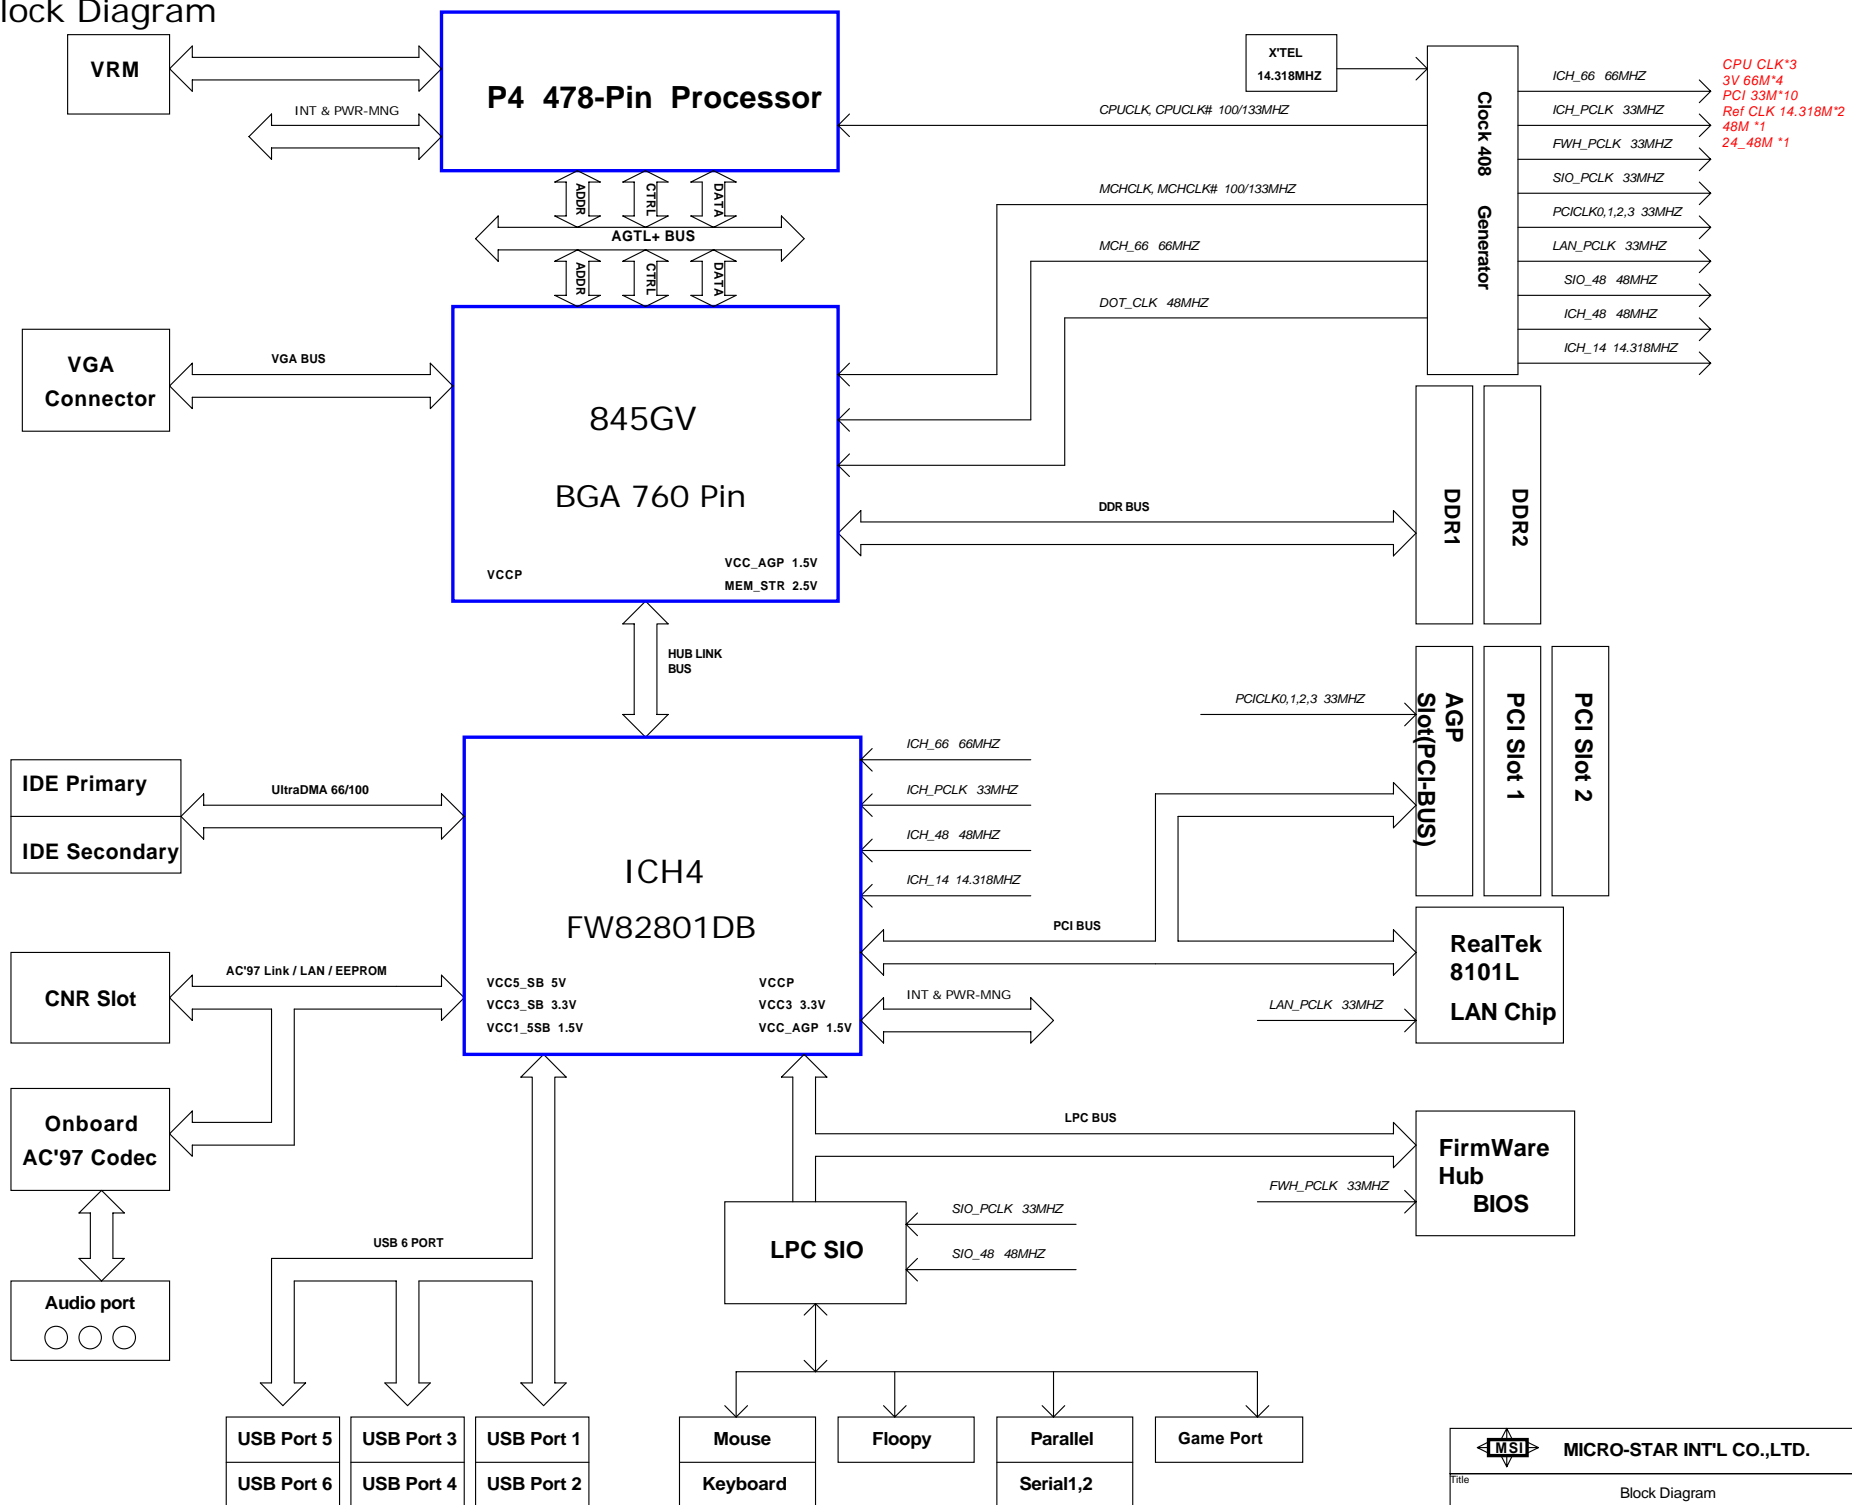 lock Diagram
VRM
INT & PWR-MNG
P4 478-Pin Processor
X'TEL
14.318MHZ
CPUCLK, CPUCLK# 100/133MHZ
MCHCLK, MCHCLK# 100/133MHZ
MCH_66 66MHZ
DOT_CLK 48MHZ
Clock 408 Generator
ICH_66 66MHZ
ICH_PCLK 33MHZ
FWH_PCLK 33MHZ
SIO_PCLK 33MHZ
PCICLK0,1,2,3 33MHZ
LAN_PCLK 33MHZ
SIO_48 48MHZ
ICH_48 48MHZ
ICH_14 14.318MHZ
CPU CLK*3
3V 66M*4
PCI 33M*10
Ref CLK 14.318M*2
48M *1
24_48M *1
ADDR
CTRL
DATA
AGTL+ BUS
ADDR
CTRL
DATA
VGA
Connector
VGA BUS
845GV
BGA 760 Pin
VCCP
VCC_AGP 1.5V
MEM_STR 2.5V
DDR BUS
DDR1
DDR2
HUB LINK
BUS
PCICLK0,1,2,3 33MHZ
AGP
Slot(PCI-BUS)
PCI Slot 1
PCI Slot 2
IDE Primary
IDE Secondary
UltraDMA 66/100
ICH4
FW82801DB
ICH_66 66MHZ
ICH_PCLK 33MHZ
ICH_48 48MHZ
ICH_14 14.318MHZ
PCI BUS
INT & PWR-MNG
VCC5_SB 5V
VCC3_SB 3.3V
VCC1_5SB 1.5V
VCCP
VCC3 3.3V
VCC_AGP 1.5V
RealTek
8101L
LAN Chip
LAN_PCLK 33MHZ
CNR Slot
AC'97 Link / LAN / EEPROM
Onboard
AC'97 Codec
Audio port
LPC BUS
FirmWare
Hub
BIOS
FWH_PCLK 33MHZ
LPC SIO
SIO_PCLK 33MHZ
SIO_48 48MHZ
USB 6 PORT
USB Port 5
USB Port 6
USB Port 3
USB Port 4
USB Port 1
USB Port 2
Mouse
Keyboard
Floopy
Parallel
Serial1,2
Game Port
MSI
MICRO-STAR INT'L CO.,LTD.
Title
Block Diagram